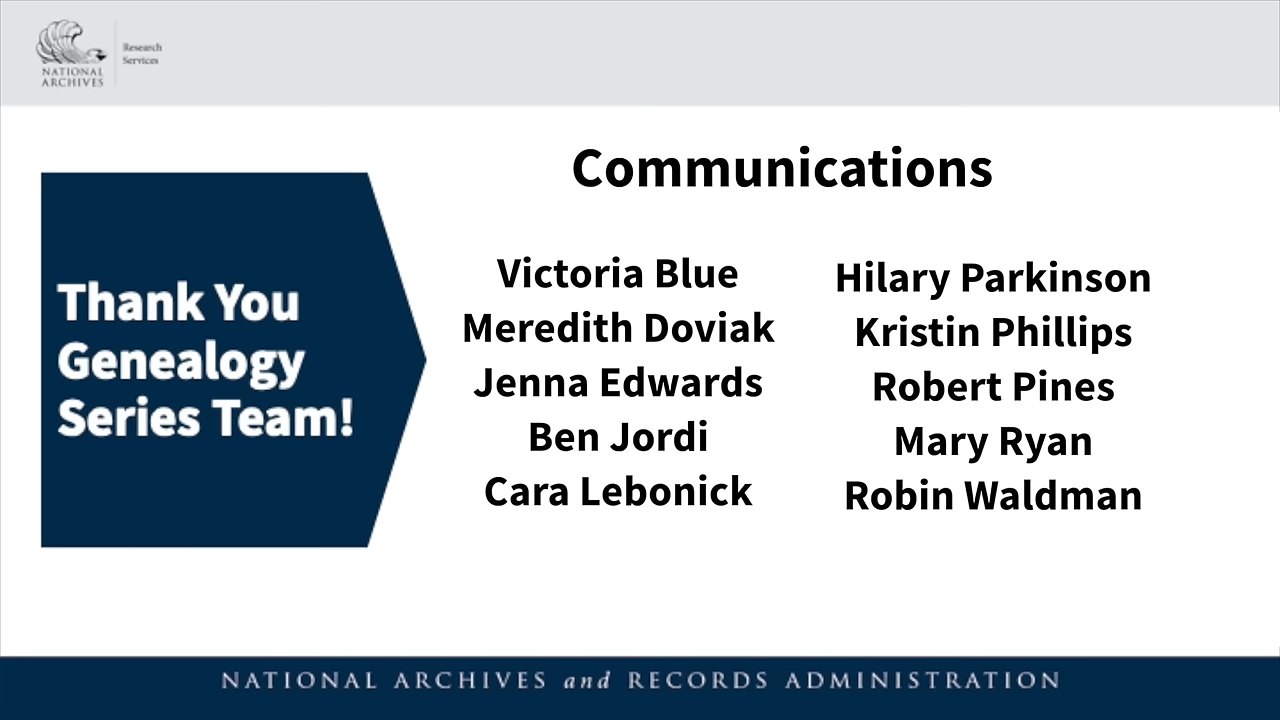 NATIONAL
ARCHIVES
Research
Services
Communications
Thank You
Genealogy
Series Team!
Victoria Blue
Meredith Doviak
Jenna Edwards
Ben Jordi
Cara Lebonick
Hilary Parkinson
Kristin Phillips
Robert Pines
Mary Ryan
Robin Waldman
NATIONAL ARCHIVES and RECORDS ADMINISTRATION